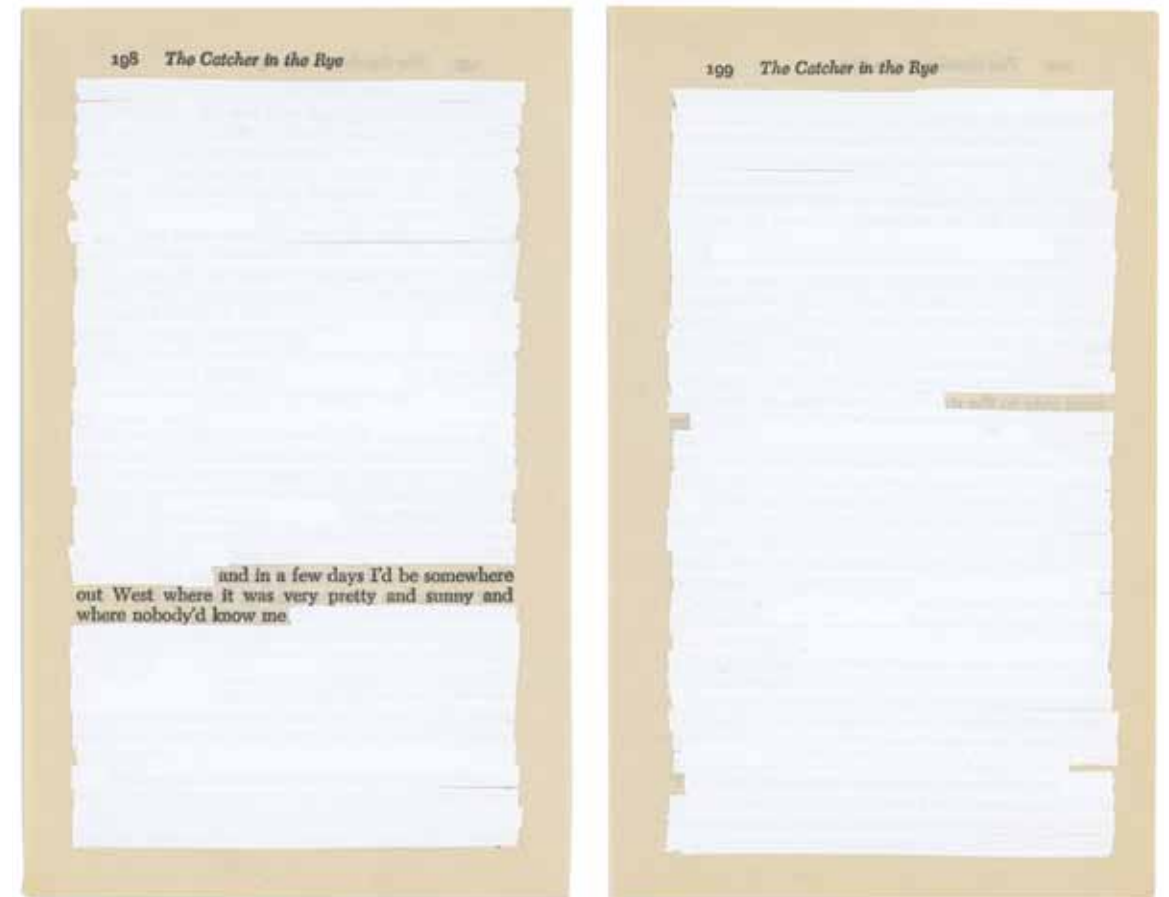 198 The Catcher in the Rye
and in a few days I'd be somewhere
out West where it was very pretty and sunny and
where nobody'd know me.
199 The Catcher in the Rye